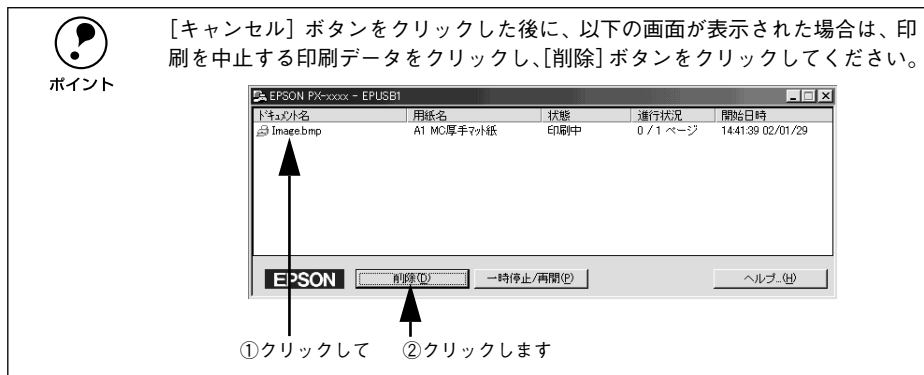 ［キャンセル］ボタンをクリックした後に、以下の画面が表示された場合は、印
刷を中止する印刷データをクリックし、［削除］ボタンをクリックしてください。
ポイント
EPSON PX-xxxx - EPUSB1
ドキュメント名 用紙名 状態 進行状況 開始日時
Image.bmp A1 MC厚手マット紙 印刷中 0 / 1 ページ 14:41:39 02/01/29
EPSON 削除(D) 一時停止/再開(P) ヘルプ...(H)
①クリックして ②クリックします